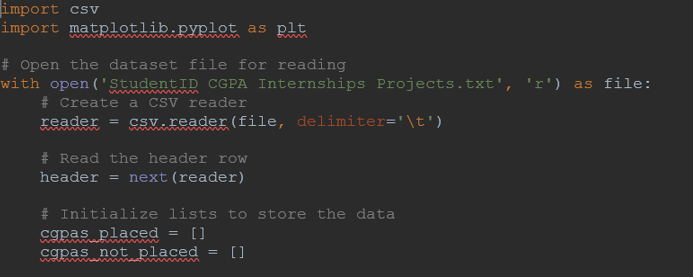 import csv
import matplotlib.pyplot as plt
# Open the dataset file for reading
with open('StudentID CGPA Internships Projects.txt', 'r') as file:
# Create a CSV reader
reader = csv.reader(file, delimiter='\t')
# Read the header row
header = next(reader)
# Initialize lists to store the data
cgpas_placed = []
cgpas_not_placed = []